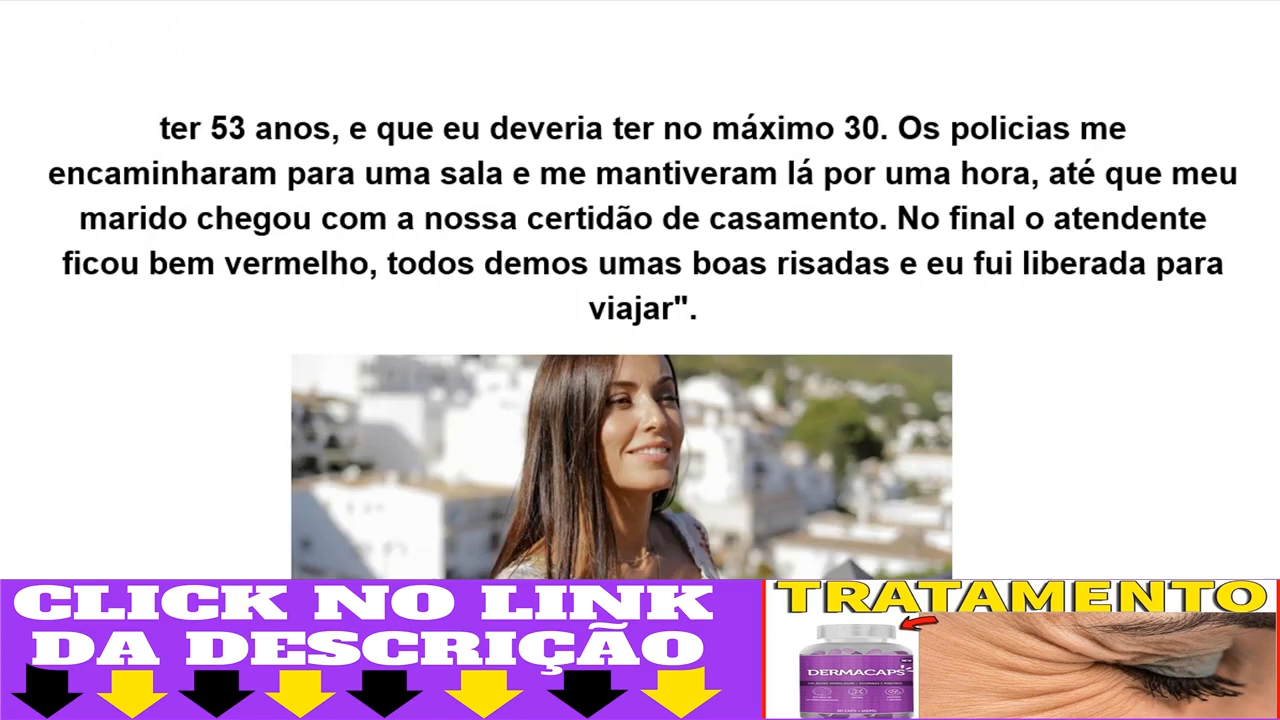 ter 53 anos, e que eu deveria ter no máximo 30. Os policias me
encaminharam para uma sala e me mantiveram lá por uma hora, até que meu
marido chegou com a nossa certidão de casamento. No final o atendente
ficou bem vermelho, todos demos umas boas risadas e eu fui liberada para
viajar".
CLICK NO LINK
DA DESCRIÇÃO
TRATAMENTO
DERMACAPS